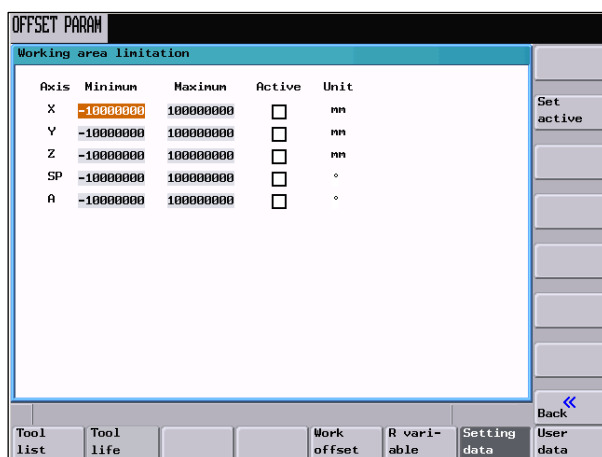 OFFSET PARAM
Working area limitation
Axis Minimum Maximum Active Unit
X -10000000 100000000 mm
Y -10000000 100000000 mm
Z -10000000 100000000 mm
SP -10000000 100000000 °
A -10000000 100000000 °
Set
active
«
Back
Tool
list
Tool
life
Work
offset
R vari-
able
Setting
data
User
data